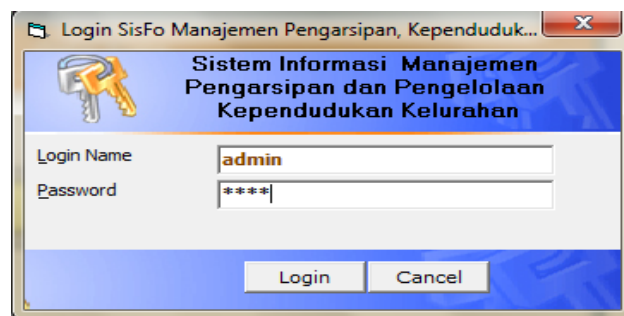 Login SisFo Manajemen Pengarsipan, Kependuduk...
Sistem Informasi Manajemen
Pengarsipan dan Pengelolaan
Kependudukan Kelurahan
Login Name
admin
Password
****
Login
Cancel